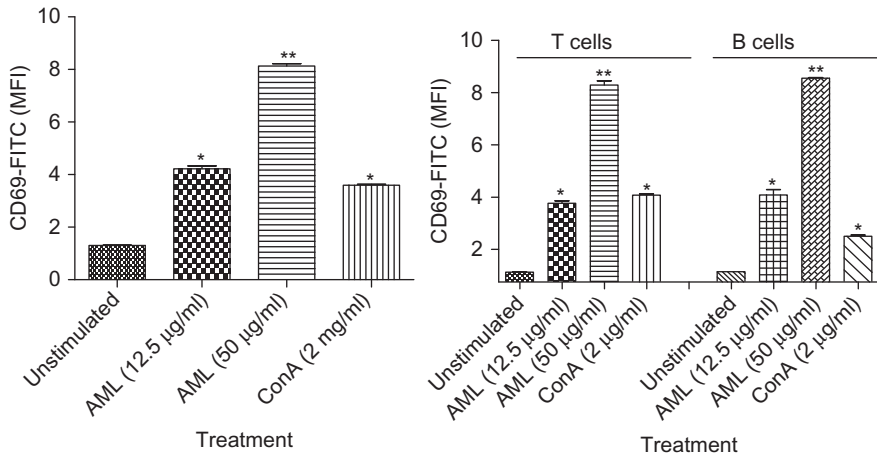 10
8
6
4
2
0
CD69-FITC (MFI)
**
*
*
Unstimulated
AML (12.5 µg/ml)
AML (50 µg/ml)
ConA (2 mg/ml)
Treatment
10
8
6
4
2
CD69-FITC (MFI)
T cells
B cells
**
*
*
**
*
*
Unstimulated
AML (12.5 µg/ml)
AML (50 µg/ml)
ConA (2 µg/ml)
Unstimulated
AML (12.5 µg/ml)
AML (50 µg/ml)
ConA (2 µg/ml)
Treatment